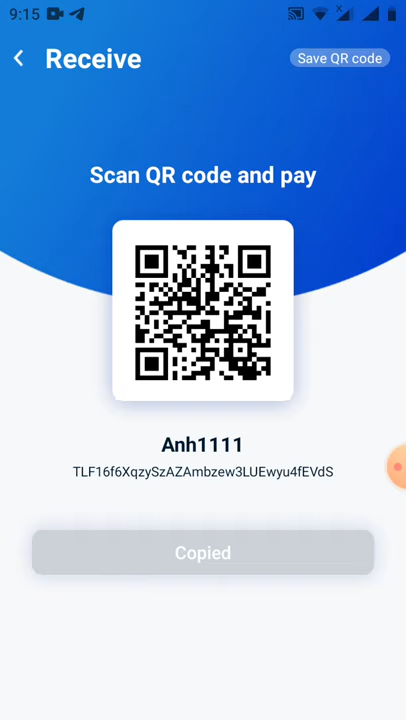 9:15
Receive
Save QR code
Scan QR code and pay
Anh1111
TLF16f6XqzySzAZAmbzew3LUEwyu4fEVdS
Copied